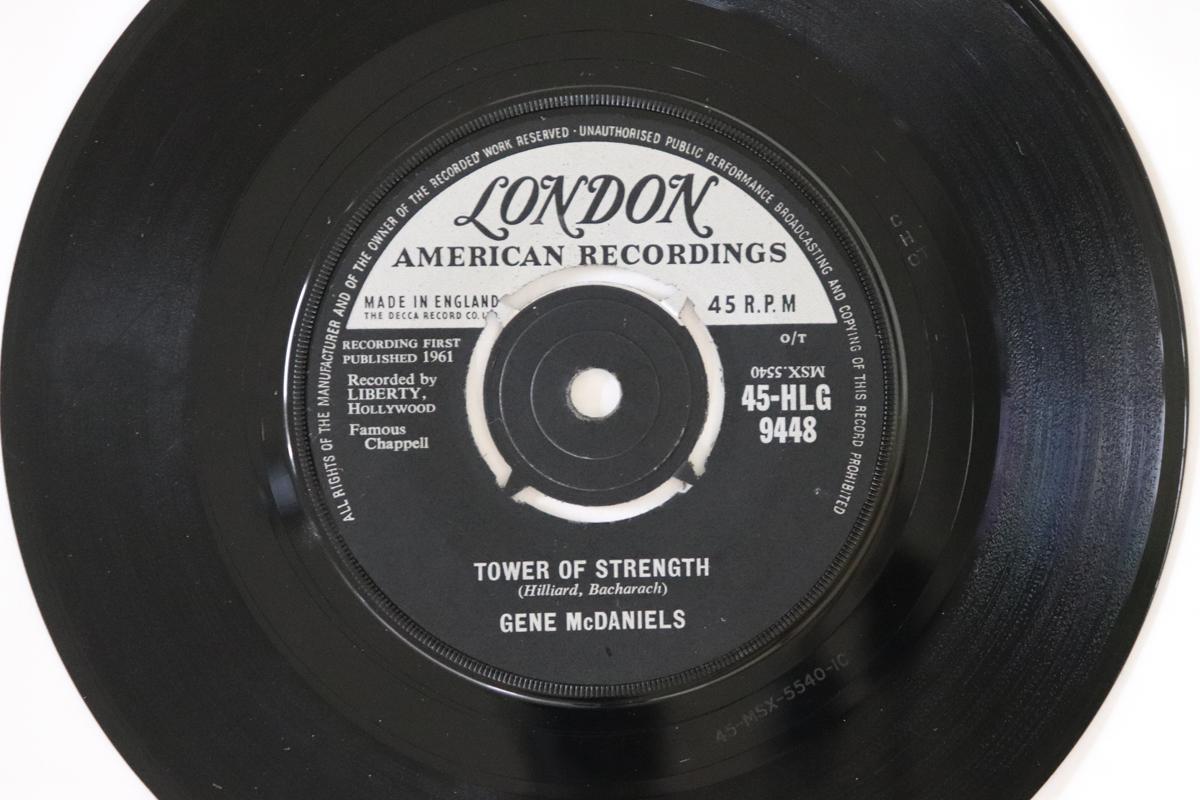 ALL RIGHTS OF THE MANUFACTURER AND OF THE OWNER OF THE RECORDED WORK RESERVED · UNAUTHORISED PUBLIC PERFORMANCE BROADCASTING AND COPYING OF THIS RECORD PROHIBITED
LONDON
AMERICAN RECORDINGS
MADE IN ENGLAND
THE DECCA RECORD CO.
45 R.P.M
RECORDING FIRST
PUBLISHED 1961
Recorded by
LIBERTY,
HOLLYWOOD
Famous
Chappell
O/T
MSX.5540
45-HLG
9448
TOWER OF STRENGTH
(Hilliard, Bacharach)
GENE McDANIELS
45-MSX-5540-1C